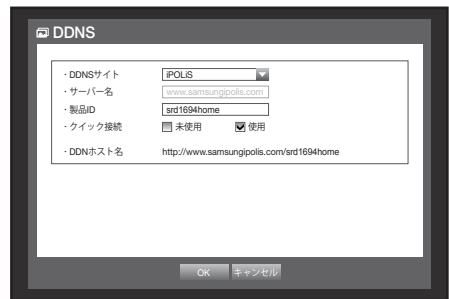 DDNS
・DDNSサイト iPOLiS
・サーバー名 www.samsungipolis.com
・製品ID srd1694home
・クイック接続 未使用 使用
・DDNホスト名 http://www.samsungipolis.com/srd1694home
OK キャンセル